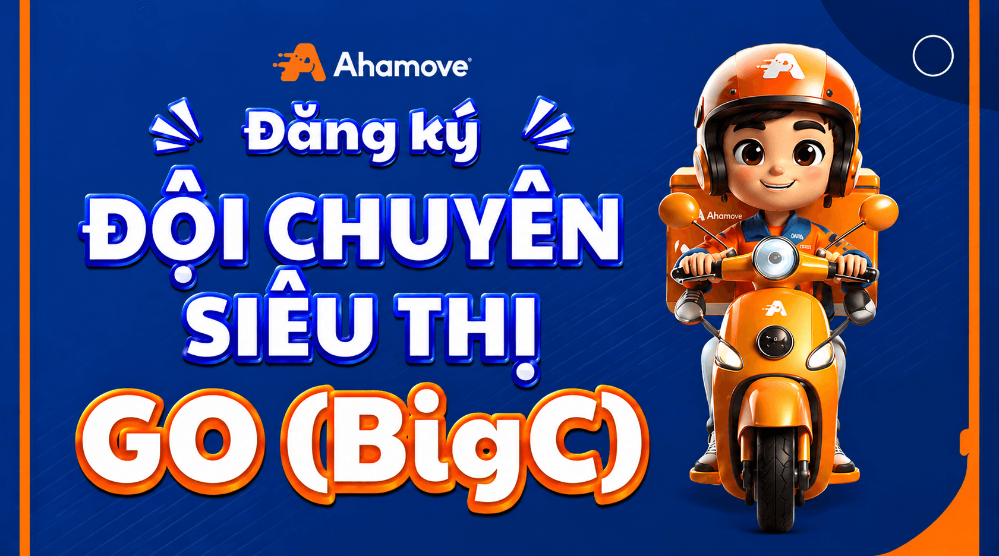 Ahamove
Đăng ký
ĐỘI CHUYÊN
SIÊU THỊ
GO (BigC)
Ahamove